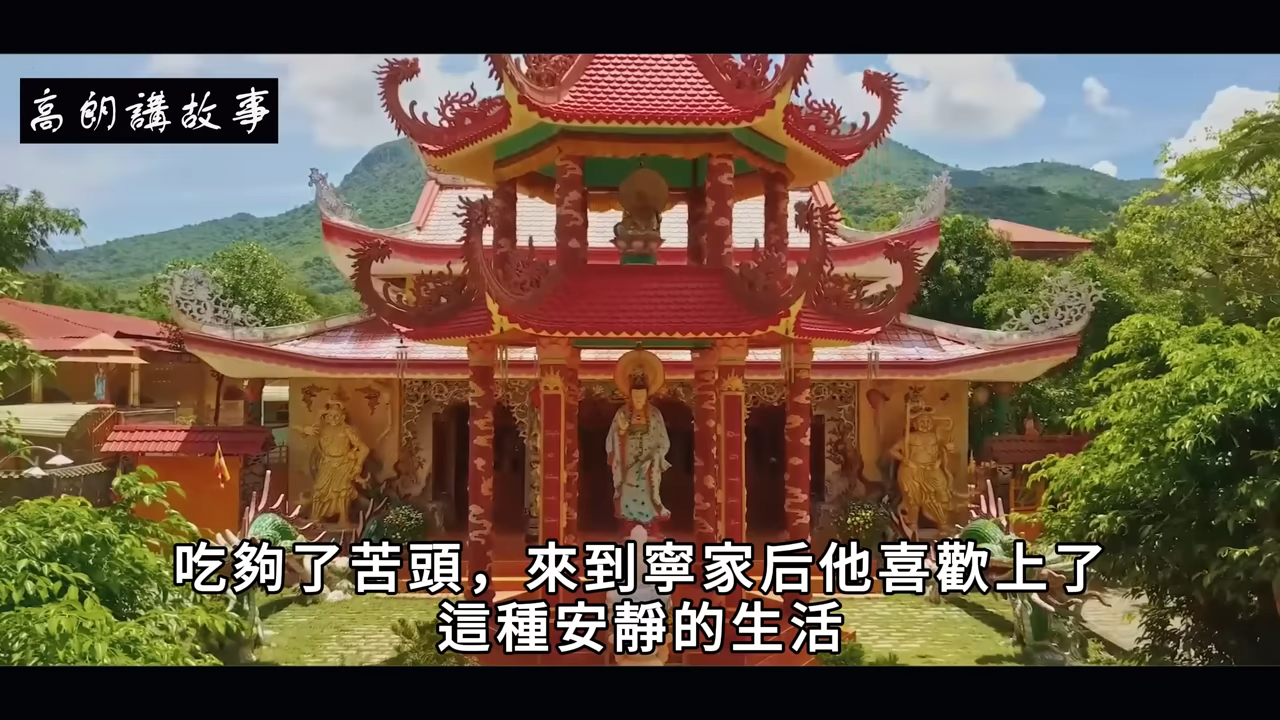 高朗講故事
吃夠了苦頭，來到寧家后他喜歡上了
這種安靜的生活